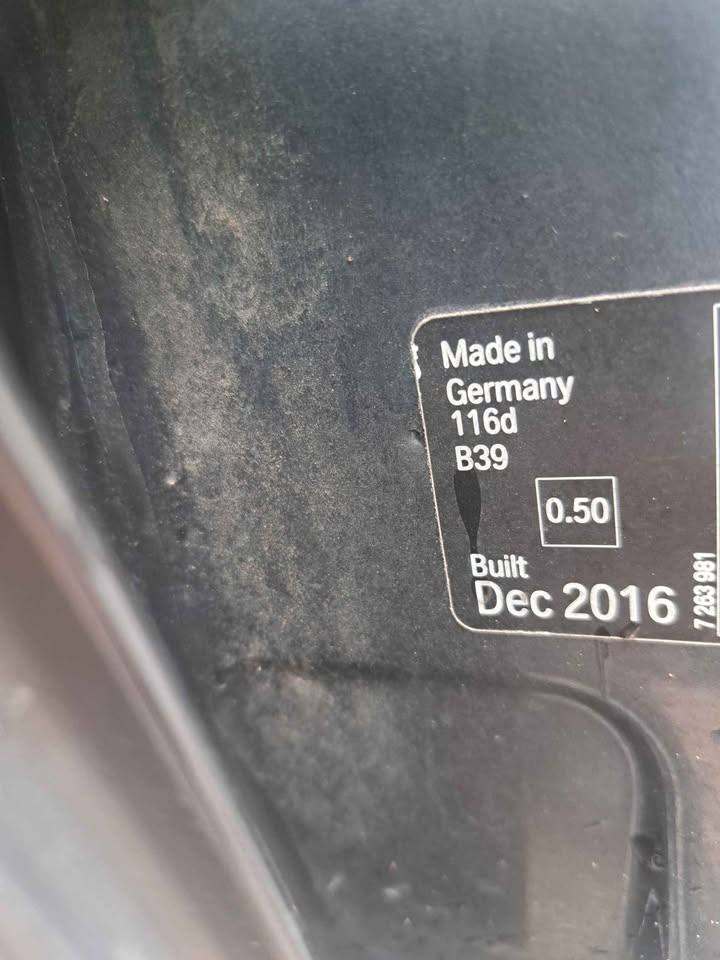 Made in
Germany
116d
B39
0.50
Built
Dec 2016
7 263 981